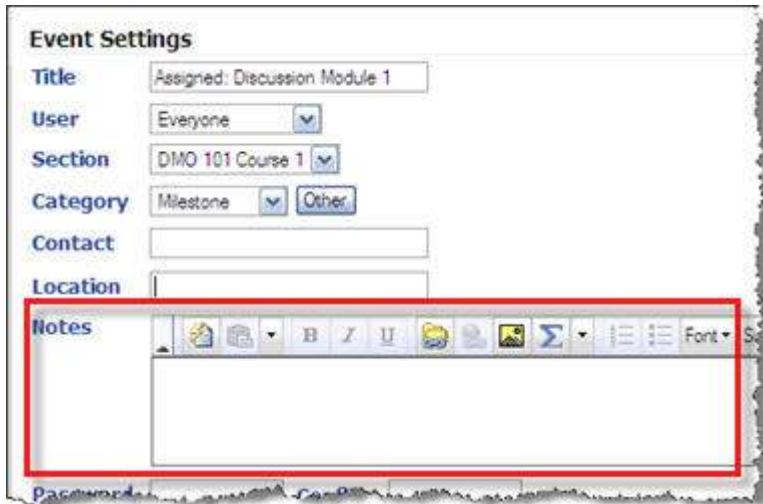 Event Settings
Title Assigned: Discussion Module 1
User Everyone
Section DMO 101 Course 1
Category Milestone Other
Contact
Location
Notes B I U Σ Font
Password